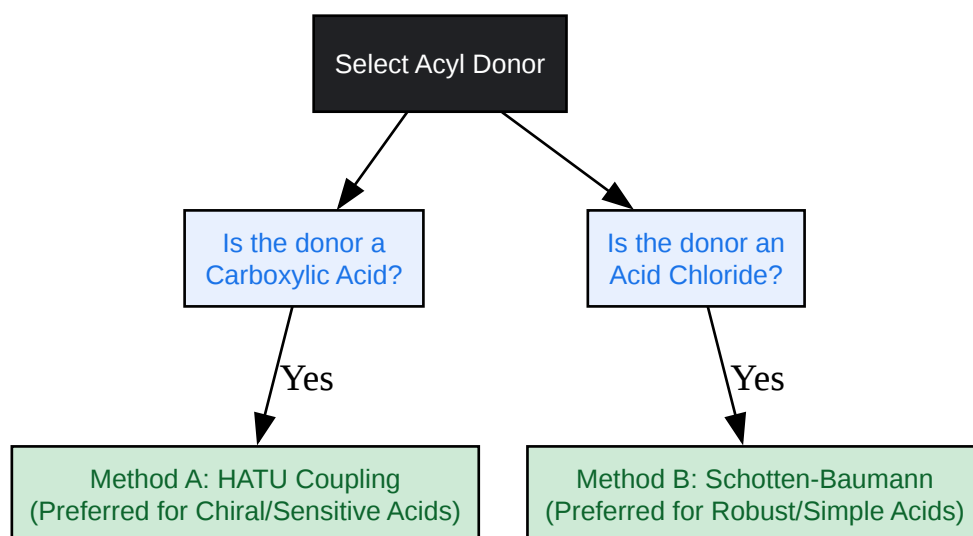 Select Acyl Donor
Is the donor a
Carboxylic Acid?
Is the donor an
Acid Chloride?
Yes
Yes
Method A: HATU Coupling
(Preferred for Chiral/Sensitive Acids)
Method B: Schotten-Baumann
(Preferred for Robust/Simple Acids)